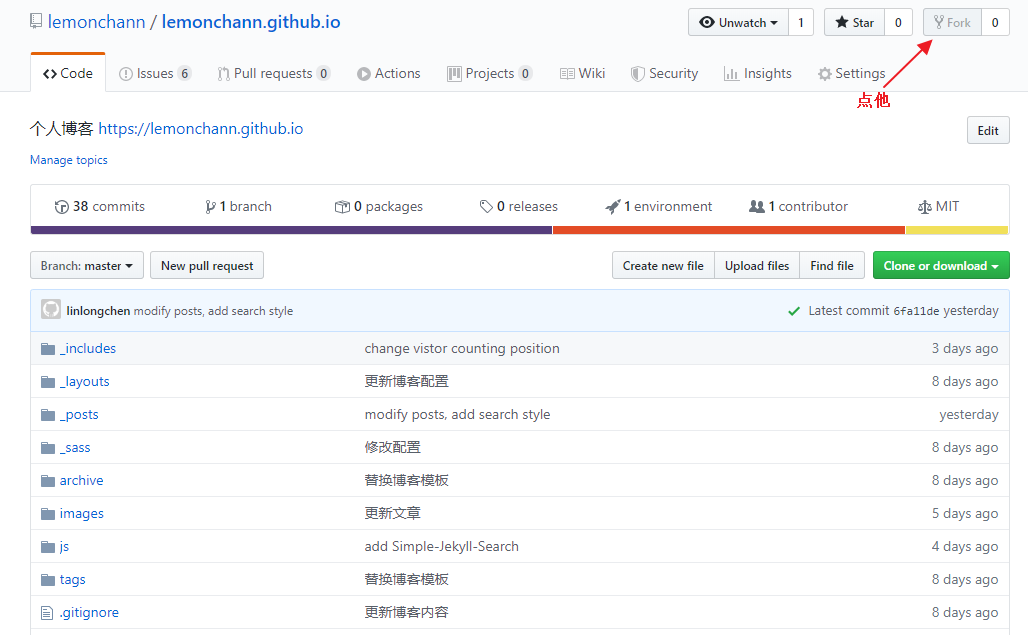 lemonchann / lemonchann.github.io Unwatch 1 Star 0 Fork 0
Code Issues 6 Pull requests 0 Actions Projects 0 Wiki Security Insights Settings
点他
个人博客 https://lemonchann.github.io Edit
Manage topics
38 commits 1 branch 0 packages 0 releases 1 environment 1 contributor MIT
Branch: master New pull request Create new file Upload files Find file Clone or download
linlongchen modify posts, add search style Latest commit 6fa11de yesterday
_includes change vistor counting position 3 days ago
_layouts 更新博客配置 8 days ago
_posts modify posts, add search style yesterday
_sass 修改配置 8 days ago
archive 替换博客模板 8 days ago
images 更新文章 5 days ago
js add Simple-Jekyll-Search 4 days ago
tags 替换博客模板 8 days ago
.gitignore 更新博客内容 8 days ago